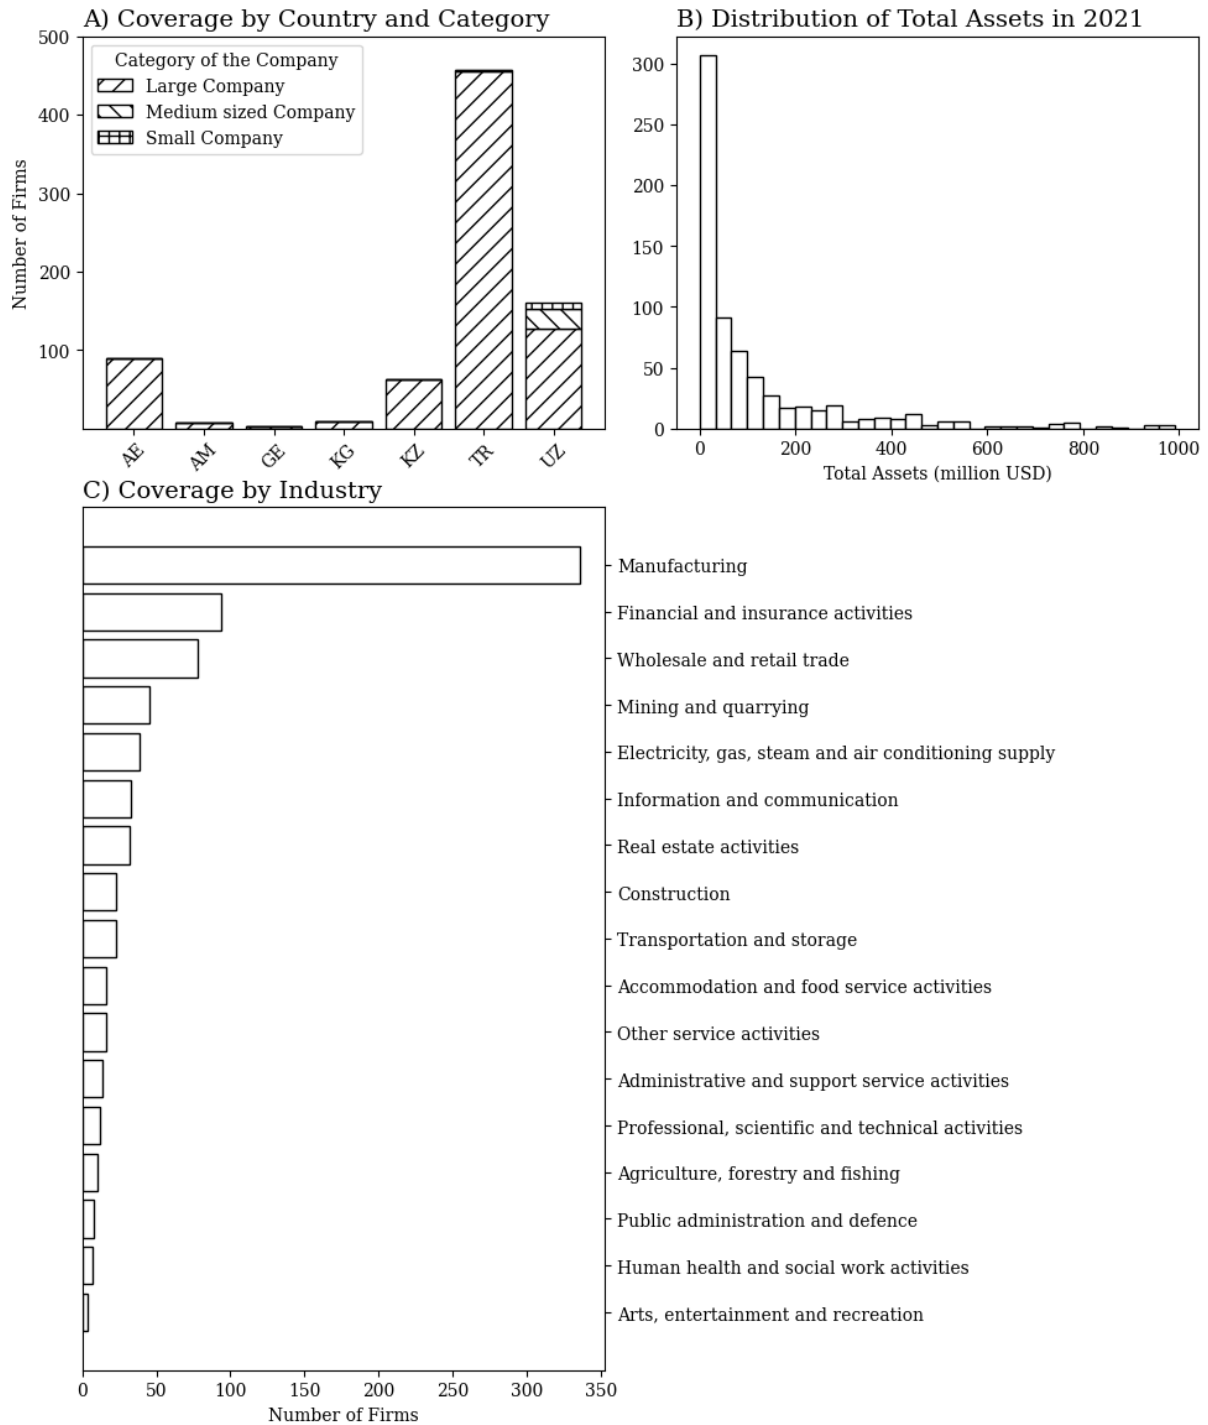 A) Coverage by Country and Category
500
400
300
200
100
Number of Firms
Category of the Company
Large Company
Medium sized Company
Small Company
AE
AM
GE
KG
KZ
TR
UZ
B) Distribution of Total Assets in 2021
300
250
200
150
100
50
0
0
200
400
600
800
1000
Total Assets (million USD)
C) Coverage by Industry
Manufacturing
Financial and insurance activities
Wholesale and retail trade
Mining and quarrying
Electricity, gas, steam and air conditioning supply
Information and communication
Real estate activities
Construction
Transportation and storage
Accommodation and food service activities
Other service activities
Administrative and support service activities
Professional, scientific and technical activities
Agriculture, forestry and fishing
Public administration and defence
Human health and social work activities
Arts, entertainment and recreation
0
50
100
150
200
250
300
350
Number of Firms